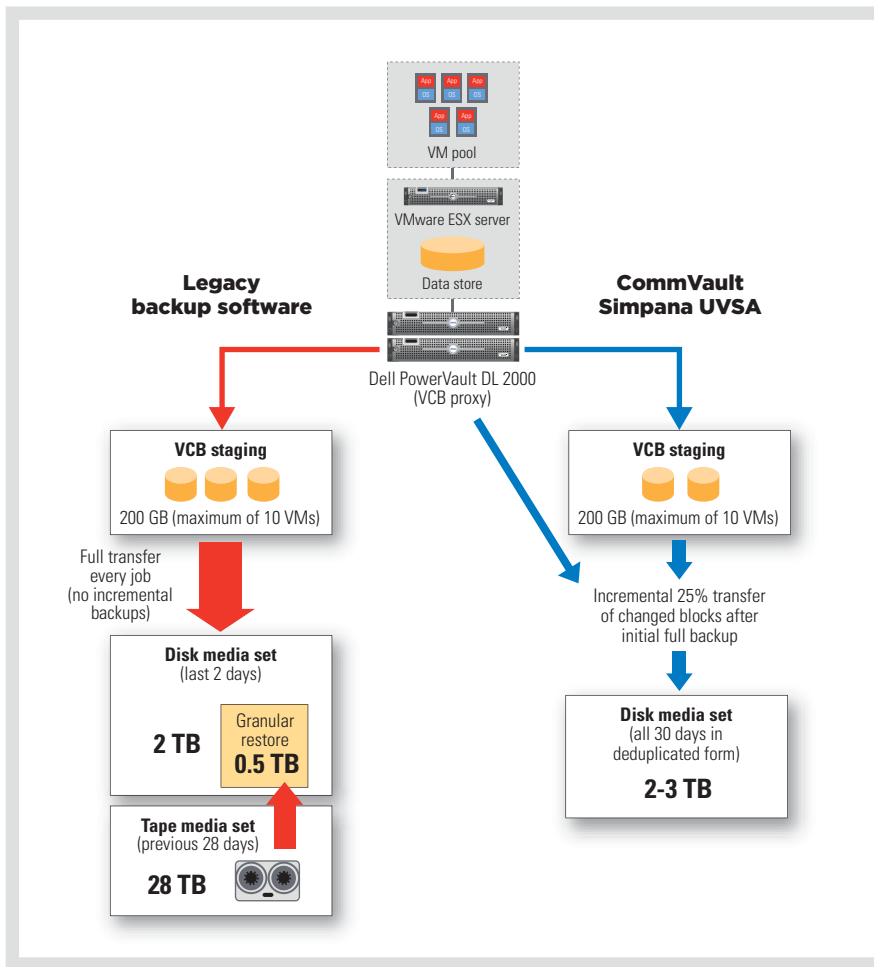 App App App
OS OS OS
App App
OS OS
VM pool
VMware ESX server
Data store
Legacy
backup software
CommVault
Simpana UVSA
Dell PowerVault DL 2000
(VCB proxy)
VCB staging
200 GB (maximum of 10 VMs)
Full transfer
every job
(no incremental
backups)
Disk media set
(last 2 days)
2 TB
Granular
restore
0.5 TB
Tape media set
(previous 28 days)
28 TB
VCB staging
200 GB (maximum of 10 VMs)
Incremental 25% transfer
of changed blocks after
initial full backup
Disk media set
(all 30 days in
deduplicated form)
2-3 TB